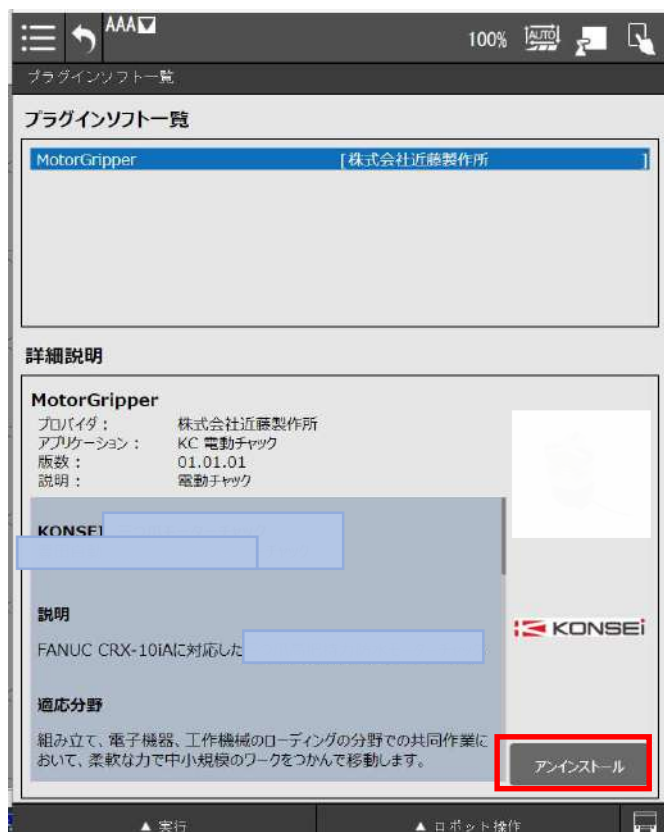 AAA
100%
AUTO
プラグインソフト一覧
プラグインソフト一覧
MotorGripper [株式会社近藤製作所 ]
詳細説明
MotorGripper
プロバイダ： 株式会社近藤製作所
アプリケーション： KC 電動チャック
版数： 01.01.01
説明： 電動チャック
KONSEI
説明
FANUC CRX-10iAに対応した
KONSEi
適応分野
組み立て、電子機器、工作機械のローディングの分野での共同作業に
おいて、柔軟な力で中小規模のワークをつかんで移動します。
アンインストール
▲ 実行
▲ ロボット操作